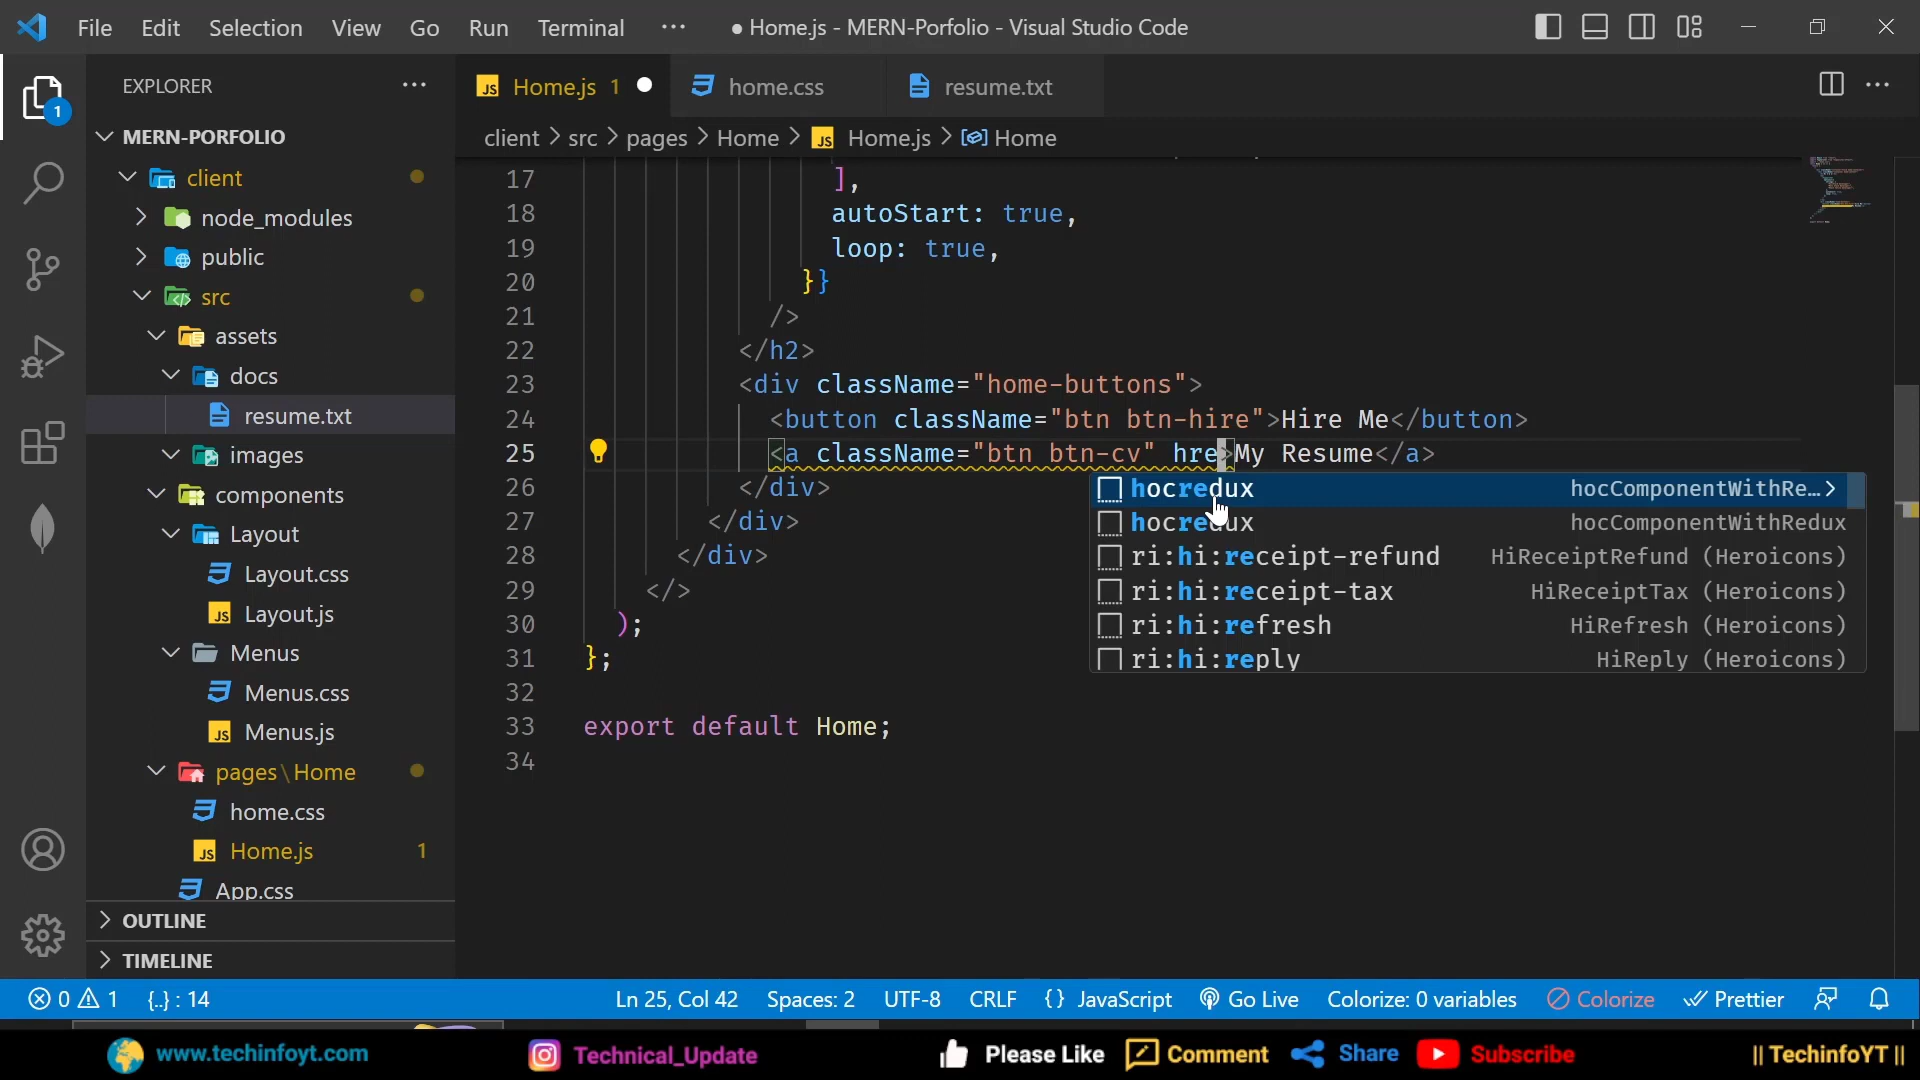 File Edit Selection View Go Run Terminal ··· ● Home.js - MERN-Porfolio - Visual Studio Code
EXPLORER ···
1
MERN-PORFOLIO
client
node_modules
public
src
assets
docs
resume.txt
images
components
Layout
Layout.css
Layout.js
Menus
Menus.css
Menus.js
pages\Home
home.css
Home.js 1
App.css
OUTLINE
TIMELINE
Home.js 1 home.css resume.txt
client > src > pages > Home > Home.js > Home
17 ],
18 autoStart: true,
19 loop: true,
20 }}
21 />
22 </h2>
23 <div className="home-buttons">
24 <button className="btn btn-hire">Hire Me</button>
25 <a className="btn btn-cv" hre>My Resume</a>
26 </div>
27 </div>
28 </div>
29 </>
30 );
31 };
32
33 export default Home;
34
hocredux hocComponentWithRe…>
hocredux hocComponentWithRedux
ri:hi:receipt-refund HiReceiptRefund (Heroicons)
ri:hi:receipt-tax HiReceiptTax (Heroicons)
ri:hi:refresh HiRefresh (Heroicons)
ri:hi:reply HiReply (Heroicons)
0 1 {..} : 14 Ln 25, Col 42 Spaces: 2 UTF-8 CRLF {} JavaScript Go Live Colorize: 0 variables Colorize Prettier
www.techinfoyt.com Technical_Update Please Like Comment Share Subscribe || TechinfoYT ||